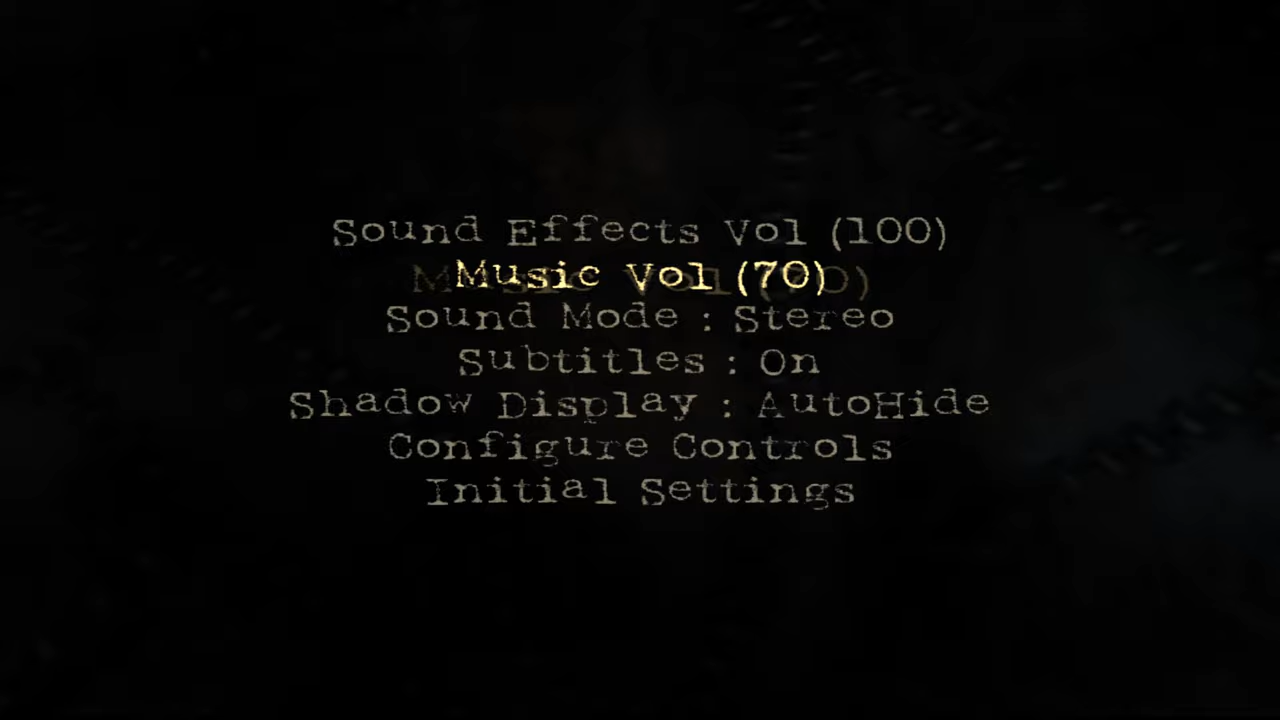 Sound Effects Vol (100)
Music Vol (70)
Sound Mode : Stereo
Subtitles : On
Shadow Display : AutoHide
Configure Controls
Initial Settings